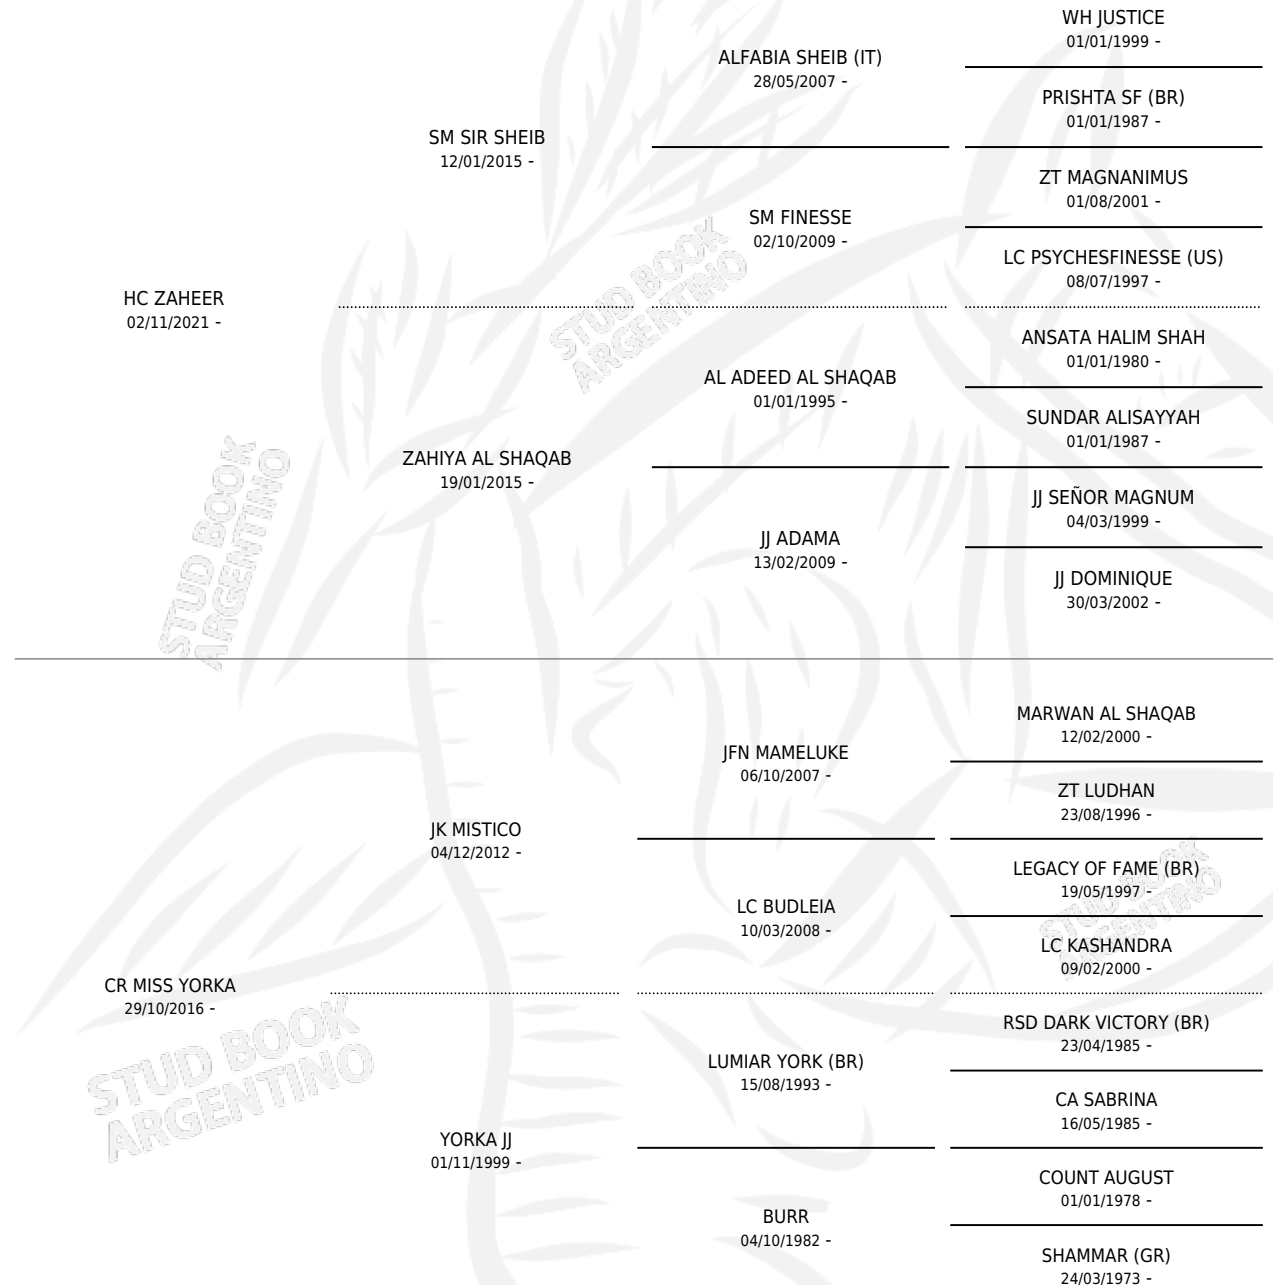 WH JUSTICE
01/01/1999 -
ALFABIA SHEIB (IT)
28/05/2007 -
PRISHTA SF (BR)
01/01/1987 -
SM SIR SHEIB
12/01/2015 -
ZT MAGNANIMUS
01/08/2001 -
SM FINESSE
02/10/2009 -
LC PSYCHESFINESSE (US)
08/07/1997 -
HC ZAHEER
02/11/2021 -
ANSATA HALIM SHAH
01/01/1980 -
AL ADEED AL SHAQAB
01/01/1995 -
SUNDAR ALISAYYAH
01/01/1987 -
ZAHIYA AL SHAQAB
19/01/2015 -
JJ SEÑOR MAGNUM
04/03/1999 -
JJ ADAMA
13/02/2009 -
JJ DOMINIQUE
30/03/2002 -
STUD BOOK
ARGENTINO
STUD BOOK
ARGENTINO
MARWAN AL SHAQAB
12/02/2000 -
JFN MAMELUKE
06/10/2007 -
ZT LUDHAN
23/08/1996 -
JK MISTICO
04/12/2012 -
LEGACY OF FAME (BR)
19/05/1997 -
LC BUDLEIA
10/03/2008 -
LC KASHANDRA
09/02/2000 -
CR MISS YORKA
29/10/2016 -
RSD DARK VICTORY (BR)
23/04/1985 -
LUMIAR YORK (BR)
15/08/1993 -
CA SABRINA
16/05/1985 -
YORKA JJ
01/11/1999 -
COUNT AUGUST
01/01/1978 -
BURR
04/10/1982 -
SHAMMAR (GR)
24/03/1973 -
STUD BOOK
ARGENTINO
STUD BOOK
ARGENTINO